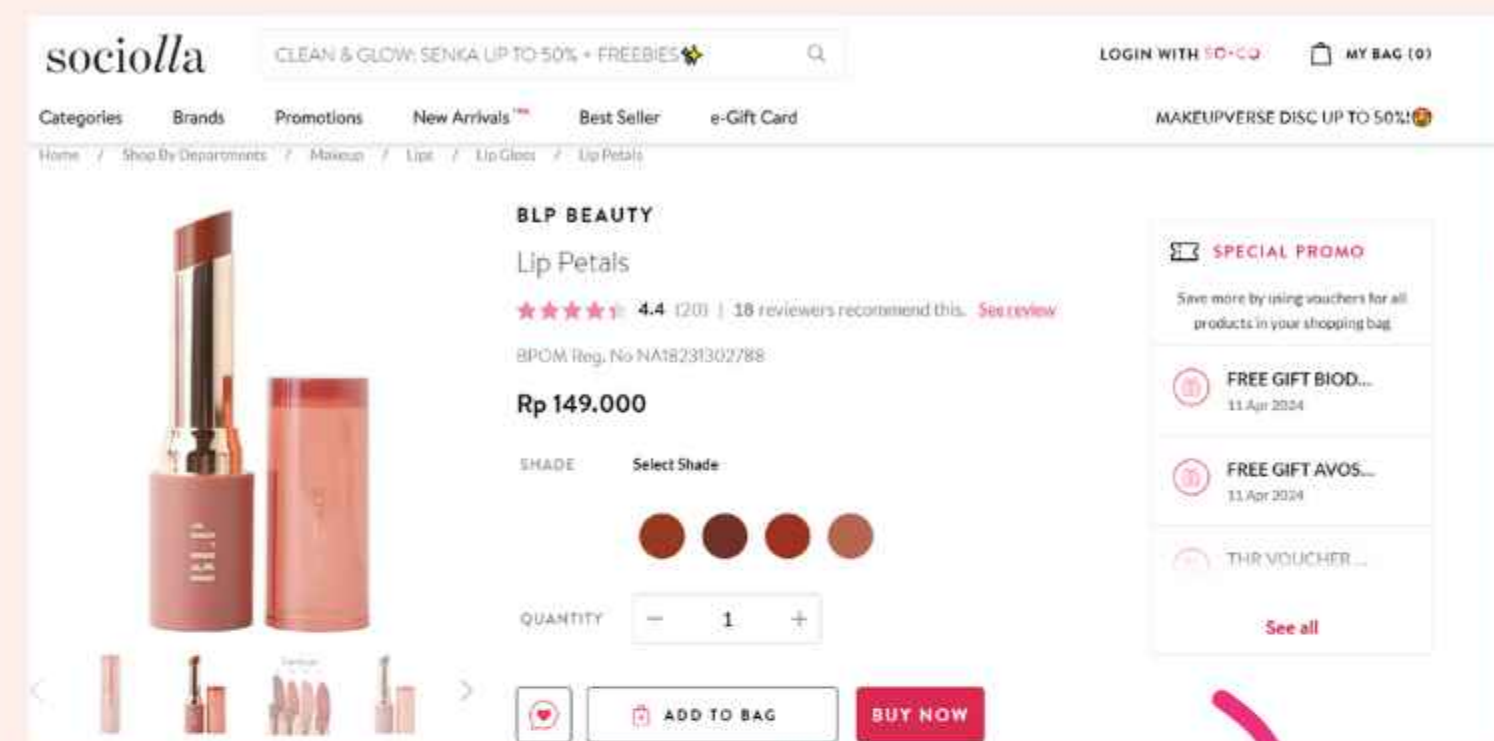 sociolla
CLEAN & GLOW: SENKA UP TO 50% + FREEBIES✨
LOGIN WITH SO•CO
MY BAG (0)
Categories
Brands
Promotions
New Arrivals
Best Seller
e-Gift Card
MAKEUPVERSE DISC UP TO 50%!🤩
Home / Shop By Departments / Makeup / Lips / Lip Gloss / Lip Petals
BLP BEAUTY
Lip Petals
4.4 (20) | 18 reviewers recommend this. See review
BPOM Reg. No NA18231302788
Rp 149.000
SHADE Select Shade
QUANTITY − 1 +
ADD TO BAG
BUY NOW
BLP
SPECIAL PROMO
Save more by using vouchers for all
products in your shopping bag
FREE GIFT BIOD...
11 Apr 2024
FREE GIFT AVOS...
11 Apr 2024
THR VOUCHER ...
See all